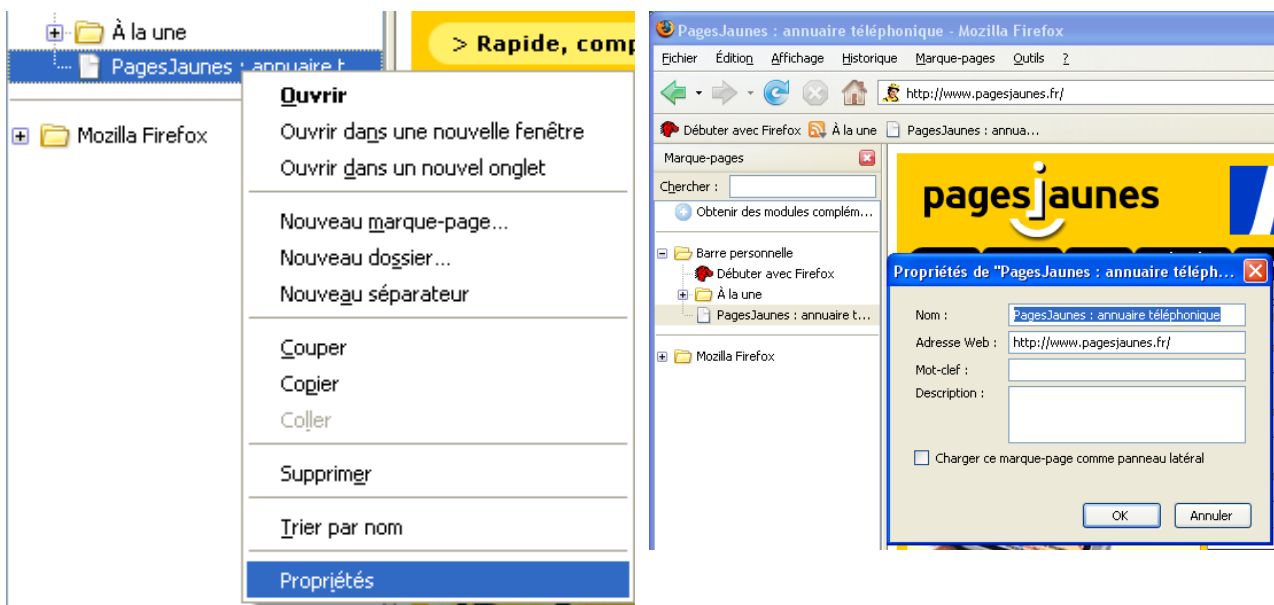 À la une
PagesJaunes : annuaire t...
> Rapide, comp
Ouvrir
Ouvrir dans une nouvelle fenêtre
Ouvrir dans un nouvel onglet
Nouveau marque-page...
Nouveau dossier...
Nouveau séparateur
Couper
Copier
Coller
Supprimer
Trier par nom
Propriétés
Mozilla Firefox
PagesJaunes : annuaire téléphonique - Mozilla Firefox
Fichier Édition Affichage Historique Marque-pages Outils ?
http://www.pagesjaunes.fr/
Débuter avec Firefox À la une PagesJaunes : annua...
Marque-pages
Chercher :
Obtenir des modules complém...
Barre personnelle
Débuter avec Firefox
À la une
PagesJaunes : annuaire t...
Mozilla Firefox
pagesjaunes
Propriétés de "PagesJaunes : annuaire téléph...
Nom : PagesJaunes : annuaire téléphonique
Adresse Web : http://www.pagesjaunes.fr/
Mot-clef :
Description :
Charger ce marque-page comme panneau latéral
OK Annuler